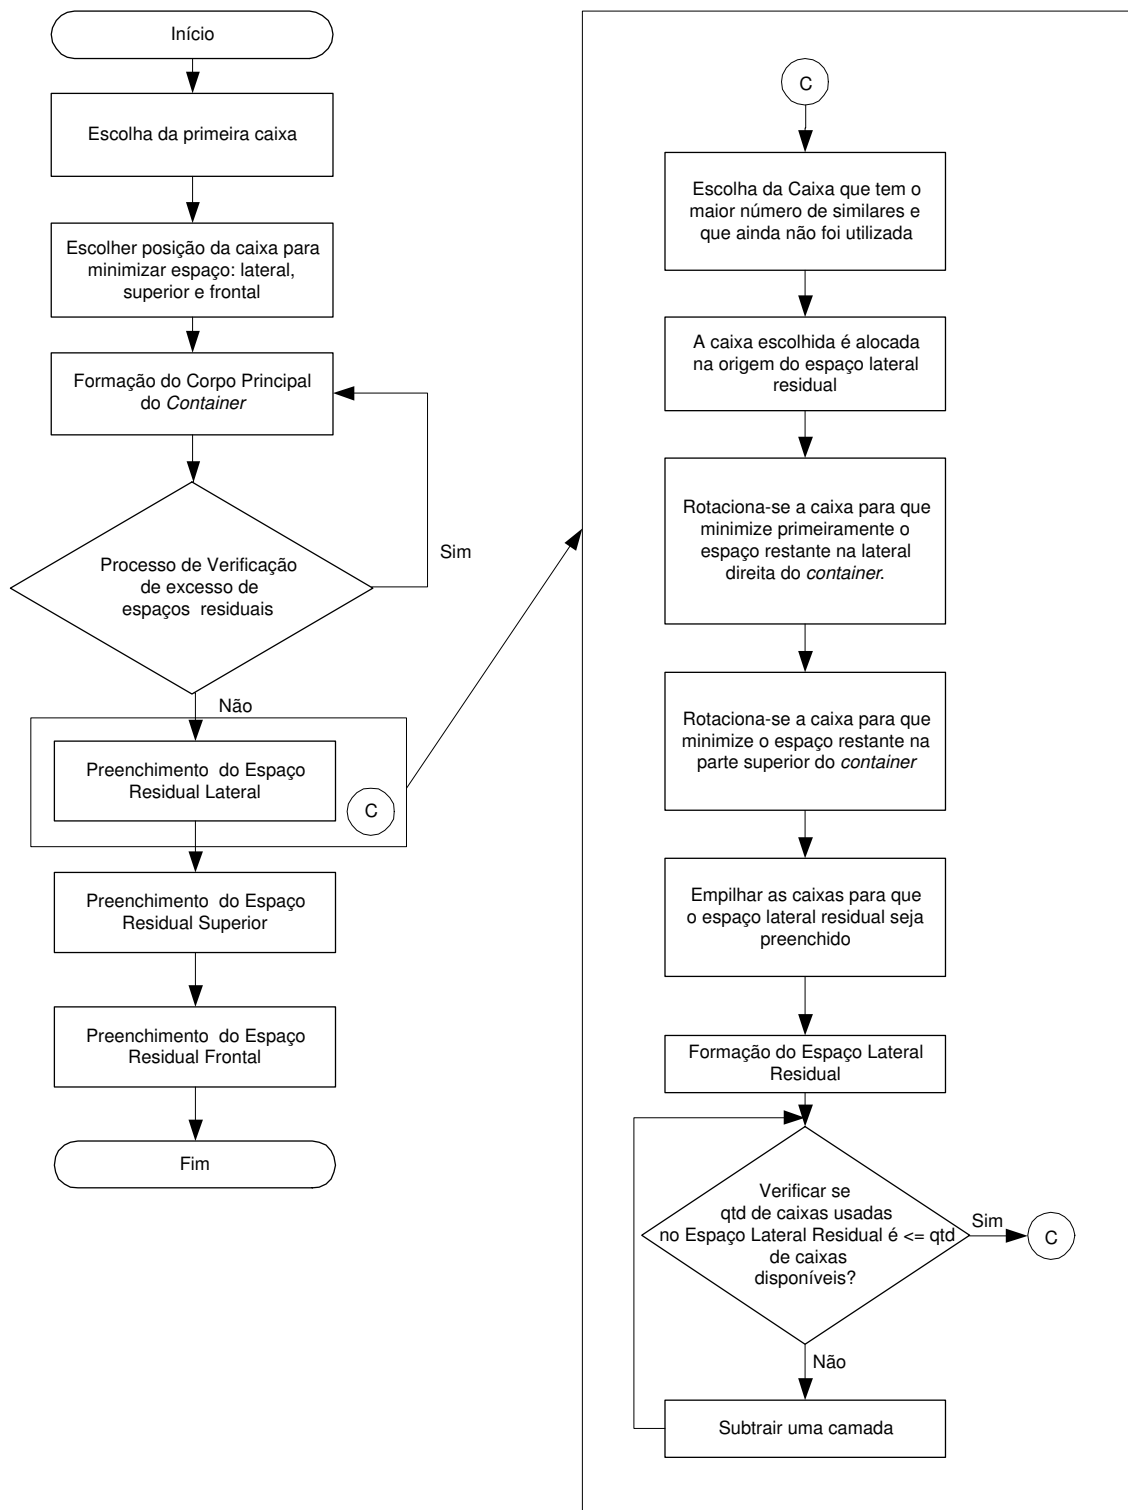 Início
Escolha da primeira caixa
Escolher posição da caixa para
minimizar espaço: lateral,
superior e frontal
Formação do Corpo Principal
do Container
Sim
Processo de Verificação
de excesso de
espaços residuais
Não
Preenchimento do Espaço
Residual Lateral
C
Preenchimento do Espaço
Residual Superior
Preenchimento do Espaço
Residual Frontal
Fim
C
Escolha da Caixa que tem o
maior número de similares e
que ainda não foi utilizada
A caixa escolhida é alocada
na origem do espaço lateral
residual
Rotaciona-se a caixa para que
minimize primeiramente o
espaço restante na lateral
direita do container.
Rotaciona-se a caixa para que
minimize o espaço restante na
parte superior do container
Empilhar as caixas para que
o espaço lateral residual seja
preenchido
Formação do Espaço Lateral
Residual
Verificar se
qtd de caixas usadas
no Espaço Lateral Residual é <= qtd
de caixas
disponíveis?
Sim
C
Não
Subtrair uma camada